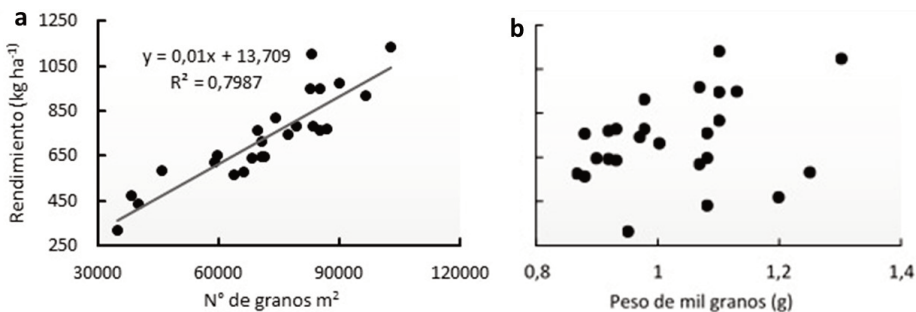 a
1250
1050
850
650
450
250
Rendimiento (kg ha⁻¹)
y = 0,01x + 13,709
R² = 0,7987
30000 60000 90000 120000
N° de granos m²
b
0,8 1 1,2 1,4
Peso de mil granos (g)